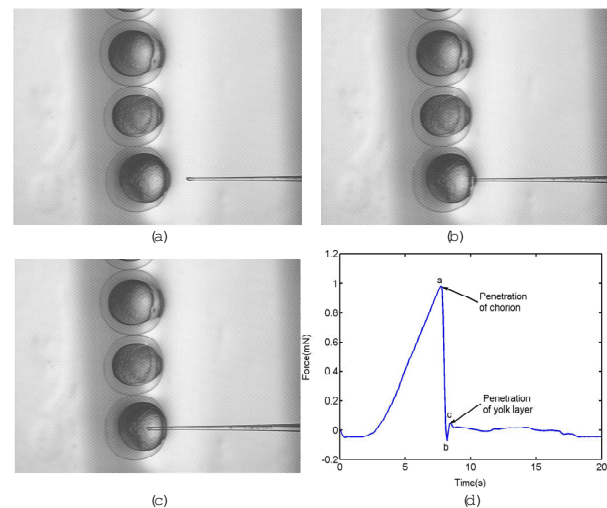 (a)
(b)
1.2
1
0.8
0.6
0.4
0.2
0
-0.2
Force(mN)
a
Penetration
of chorion
c
Penetration
of yolk layer
b
0
5
10
15
20
Time(s)
(c)
(d)